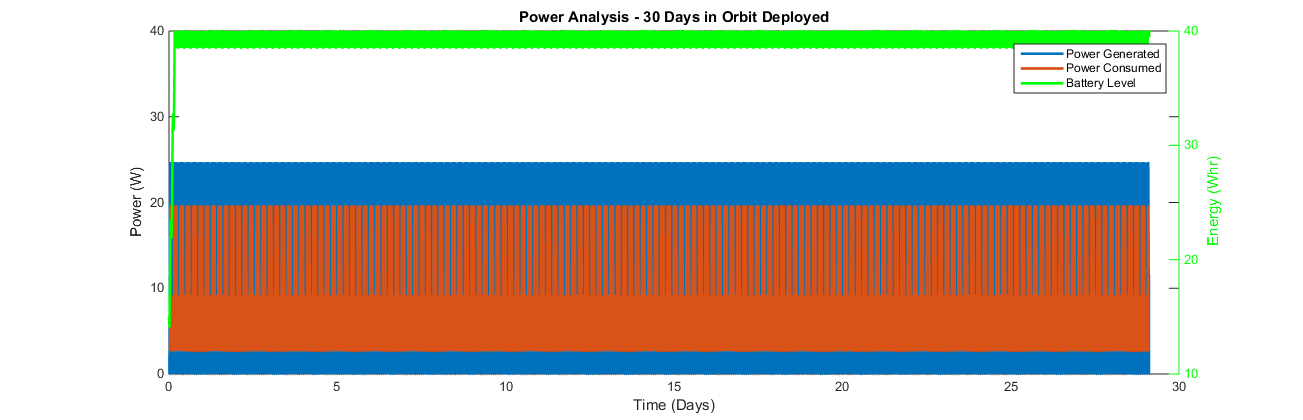 Power Analysis - 30 Days in Orbit Deployed
40
30
20
10
0
Power (W)
0 5 10 15 20 25 30
Time (Days)
40
30
20
10
Energy (Whr)
Power Generated
Power Consumed
Battery Level